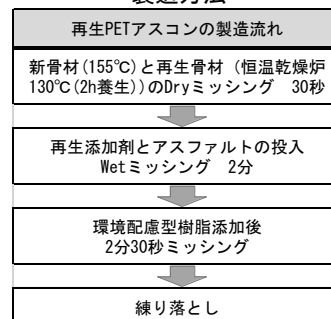 再生PETアスコンの製造流れ
新骨材(155℃)と再生骨材（恒温乾燥炉
130℃(2h養生))のDryミッシング　30秒
再生添加剤とアスファルトの投入
Wetミッシング　2分
環境配慮型樹脂添加後
2分30秒ミッシング
練り落とし